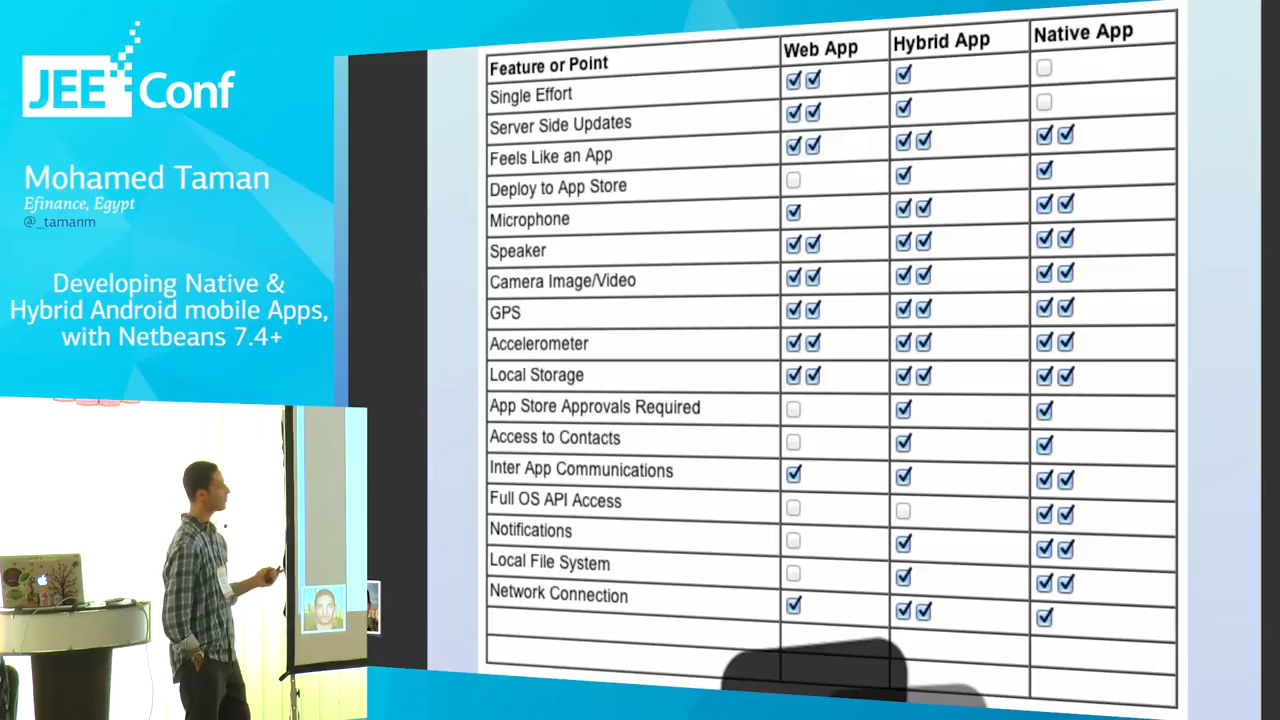 JEE Conf
Mohamed Taman
Efinance, Egypt
@_tamanm
Developing Native &
Hybrid Android mobile Apps,
with Netbeans 7.4+
Feature or Point Web App Hybrid App Native App
Single Effort
Server Side Updates
Feels Like an App
Deploy to App Store
Microphone
Speaker
Camera Image/Video
GPS
Accelerometer
Local Storage
App Store Approvals Required
Access to Contacts
Inter App Communications
Full OS API Access
Notifications
Local File System
Network Connection